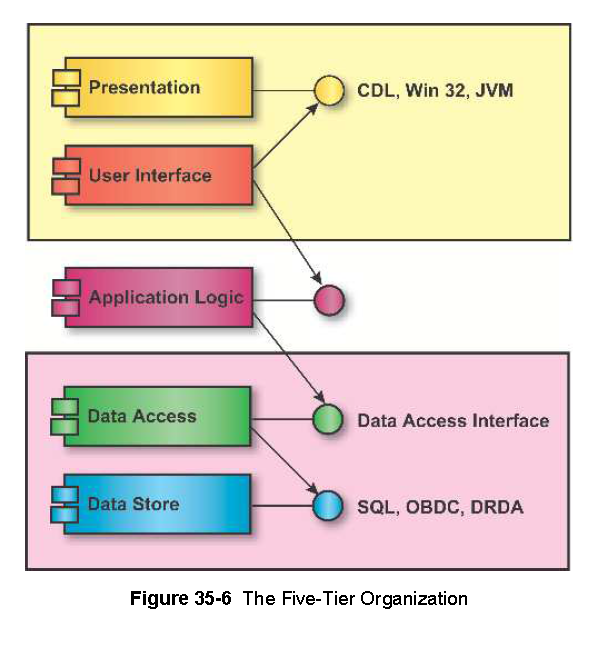 Presentation
CDL, Win 32, JVM
User Interface
Application Logic
Data Access
Data Access Interface
Data Store
SQL, OBDC, DRDA
Figure 35-6 The Five-Tier Organization